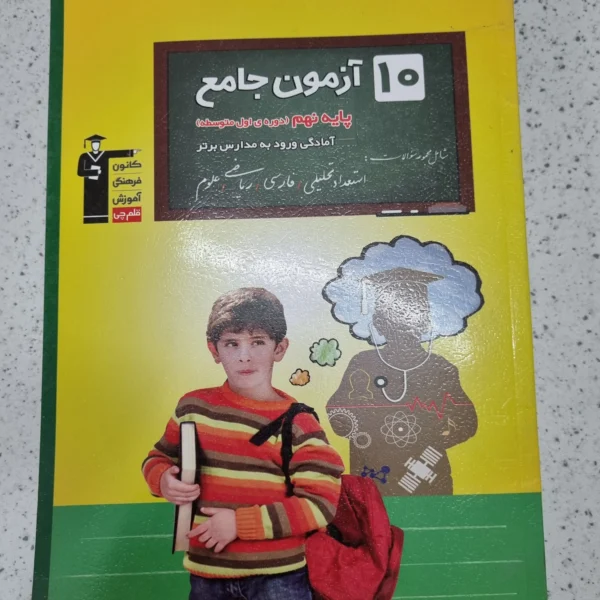 ۱۰ آزمون جامع
پایه نهم (دوره ی اول متوسطه)
آمادگی ورود به مدارس برتر
شامل مجموعه سئوالات :
استعداد تحلیلی، فارسی، ریاضی، علوم
کانون
فرهنگی
آموزش
قلم‌چی